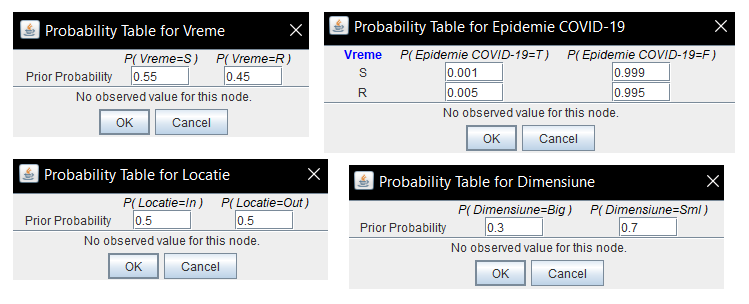 Probability Table for Vreme
P( Vreme=S ) P( Vreme=R )
Prior Probability 0.55 0.45
No observed value for this node.
OK Cancel
Probability Table for Epidemie COVID-19
Vreme P( Epidemie COVID-19=T ) P( Epidemie COVID-19=F )
S 0.001 0.999
R 0.005 0.995
No observed value for this node.
OK Cancel
Probability Table for Locatie
P( Locatie=In ) P( Locatie=Out )
Prior Probability 0.5 0.5
No observed value for this node.
OK Cancel
Probability Table for Dimensiune
P( Dimensiune=Big ) P( Dimensiune=Sml )
Prior Probability 0.3 0.7
No observed value for this node.
OK Cancel